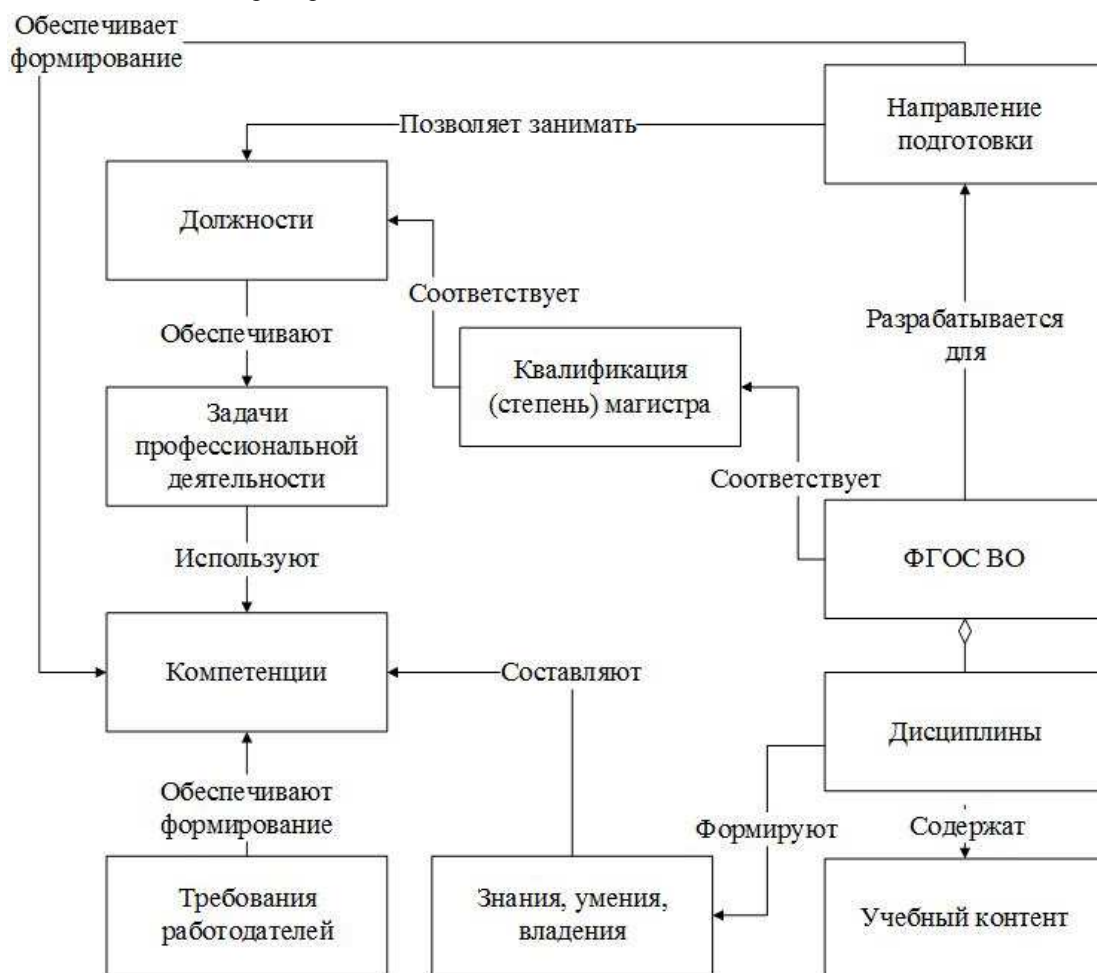 Обеспечивает
формирование
Направление
подготовки
Позволяет занимать
Должности
Соответствует
Обеспечивают
Разрабатывается
для
Квалификация
(степень) магистра
Задачи
профессиональной
деятельности
Соответствует
Используют
ФГОС ВО
Компетенции
Составляют
Дисциплины
Обеспечивают
формирование
Формируют
Содержат
Требования
работодателей
Знания, умения,
владения
Учебный контент